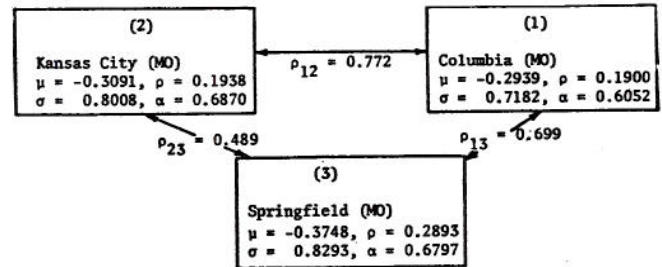 (2)
Kansas City (MO)
μ = -0.3091, ρ = 0.1938
σ = 0.8008, α = 0.6870
ρ12 = 0.772
(1)
Columbia (MO)
μ = -0.2939, ρ = 0.1900
σ = 0.7182, α = 0.6052
ρ23 = 0.489
ρ13 = 0.699
(3)
Springfield (MO)
μ = -0.3748, ρ = 0.2893
σ = 0.8293, α = 0.6797